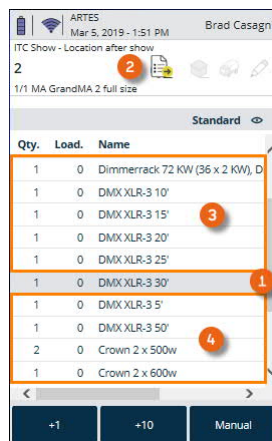 ARTES
Mar 5, 2019 - 1:51 PM
Brad Casagn
ITC Show - Location after show
2
2
1/1 MA GrandMA 2 full size
Standard
Qty. Load. Name
1 0 Dimmerrack 72 KW (36 x 2 KW), D
1 0 DMX XLR-3 10'
1 0 DMX XLR-3 15'
3
1 0 DMX XLR-3 20'
1 0 DMX XLR-3 25'
1 0 DMX XLR-3 30'
1
1 0 DMX XLR-3 5'
1 0 DMX XLR-3 50'
4
2 0 Crown 2 x 500w
1 0 Crown 2 x 600w
+1 +10 Manual